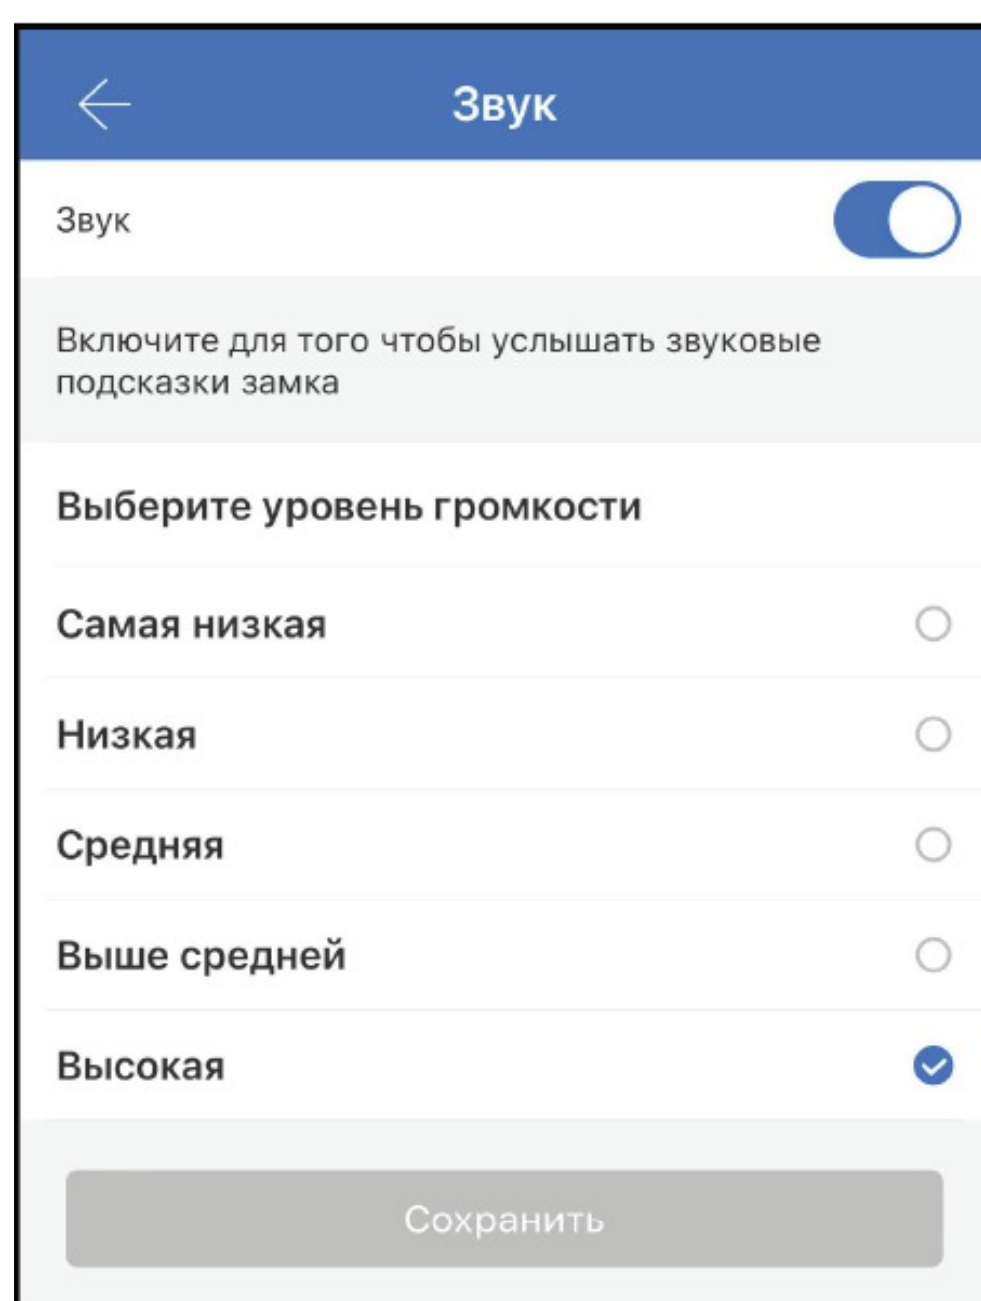 Звук
Звук
Включите для того чтобы услышать звуковые
подсказки замка
Выберите уровень громкости
Самая низкая
Низкая
Средняя
Выше средней
Высокая
Сохранить